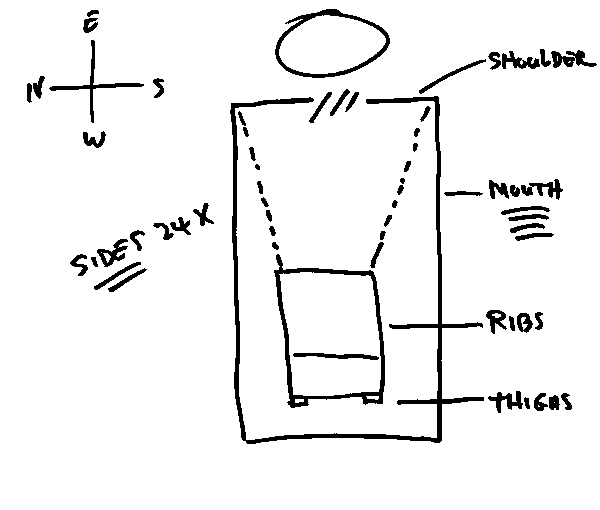 E
N S
W
SHOULDER
MOUTH
SIDES 24 X
RIBS
THIGHS